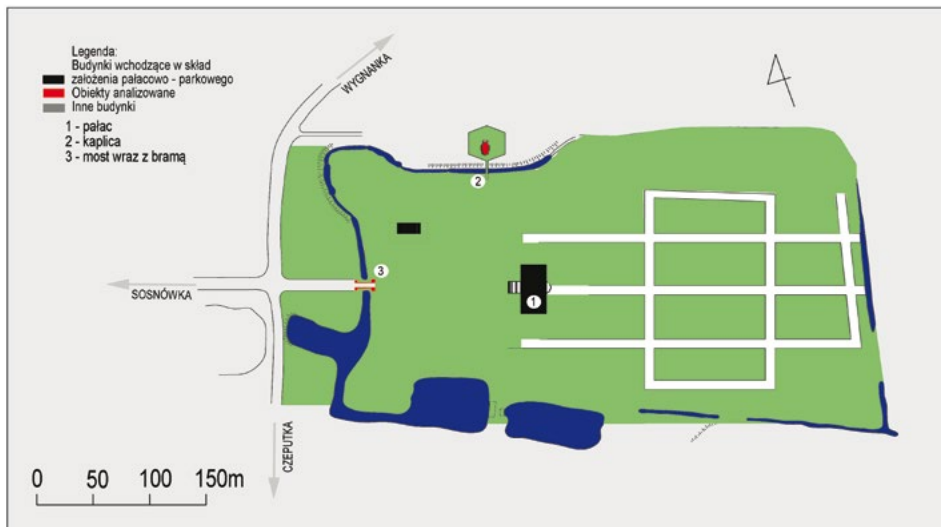 Legenda:
Budynki wchodzące w skład
założenia pałacowo - parkowego
Obiekty analizowane
Inne budynki
1 - pałac
2 - kaplica
3 - most wraz z bramą
WYGNANKA
2
3
SOSNÓWKA
1
CZEPUTKA
0 50 100 150m